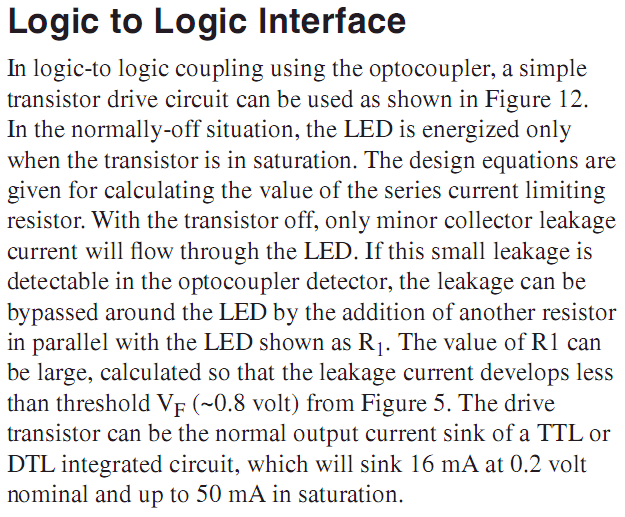 Logic to Logic Interface
In logic-to logic coupling using the optocoupler, a simple
transistor drive circuit can be used as shown in Figure 12.
In the normally-off situation, the LED is energized only
when the transistor is in saturation. The design equations are
given for calculating the value of the series current limiting
resistor. With the transistor off, only minor collector leakage
current will flow through the LED. If this small leakage is
detectable in the optocoupler detector, the leakage can be
bypassed around the LED by the addition of another resistor
in parallel with the LED shown as R₁. The value of R1 can
be large, calculated so that the leakage current develops less
than threshold V_F (~0.8 volt) from Figure 5. The drive
transistor can be the normal output current sink of a TTL or
DTL integrated circuit, which will sink 16 mA at 0.2 volt
nominal and up to 50 mA in saturation.